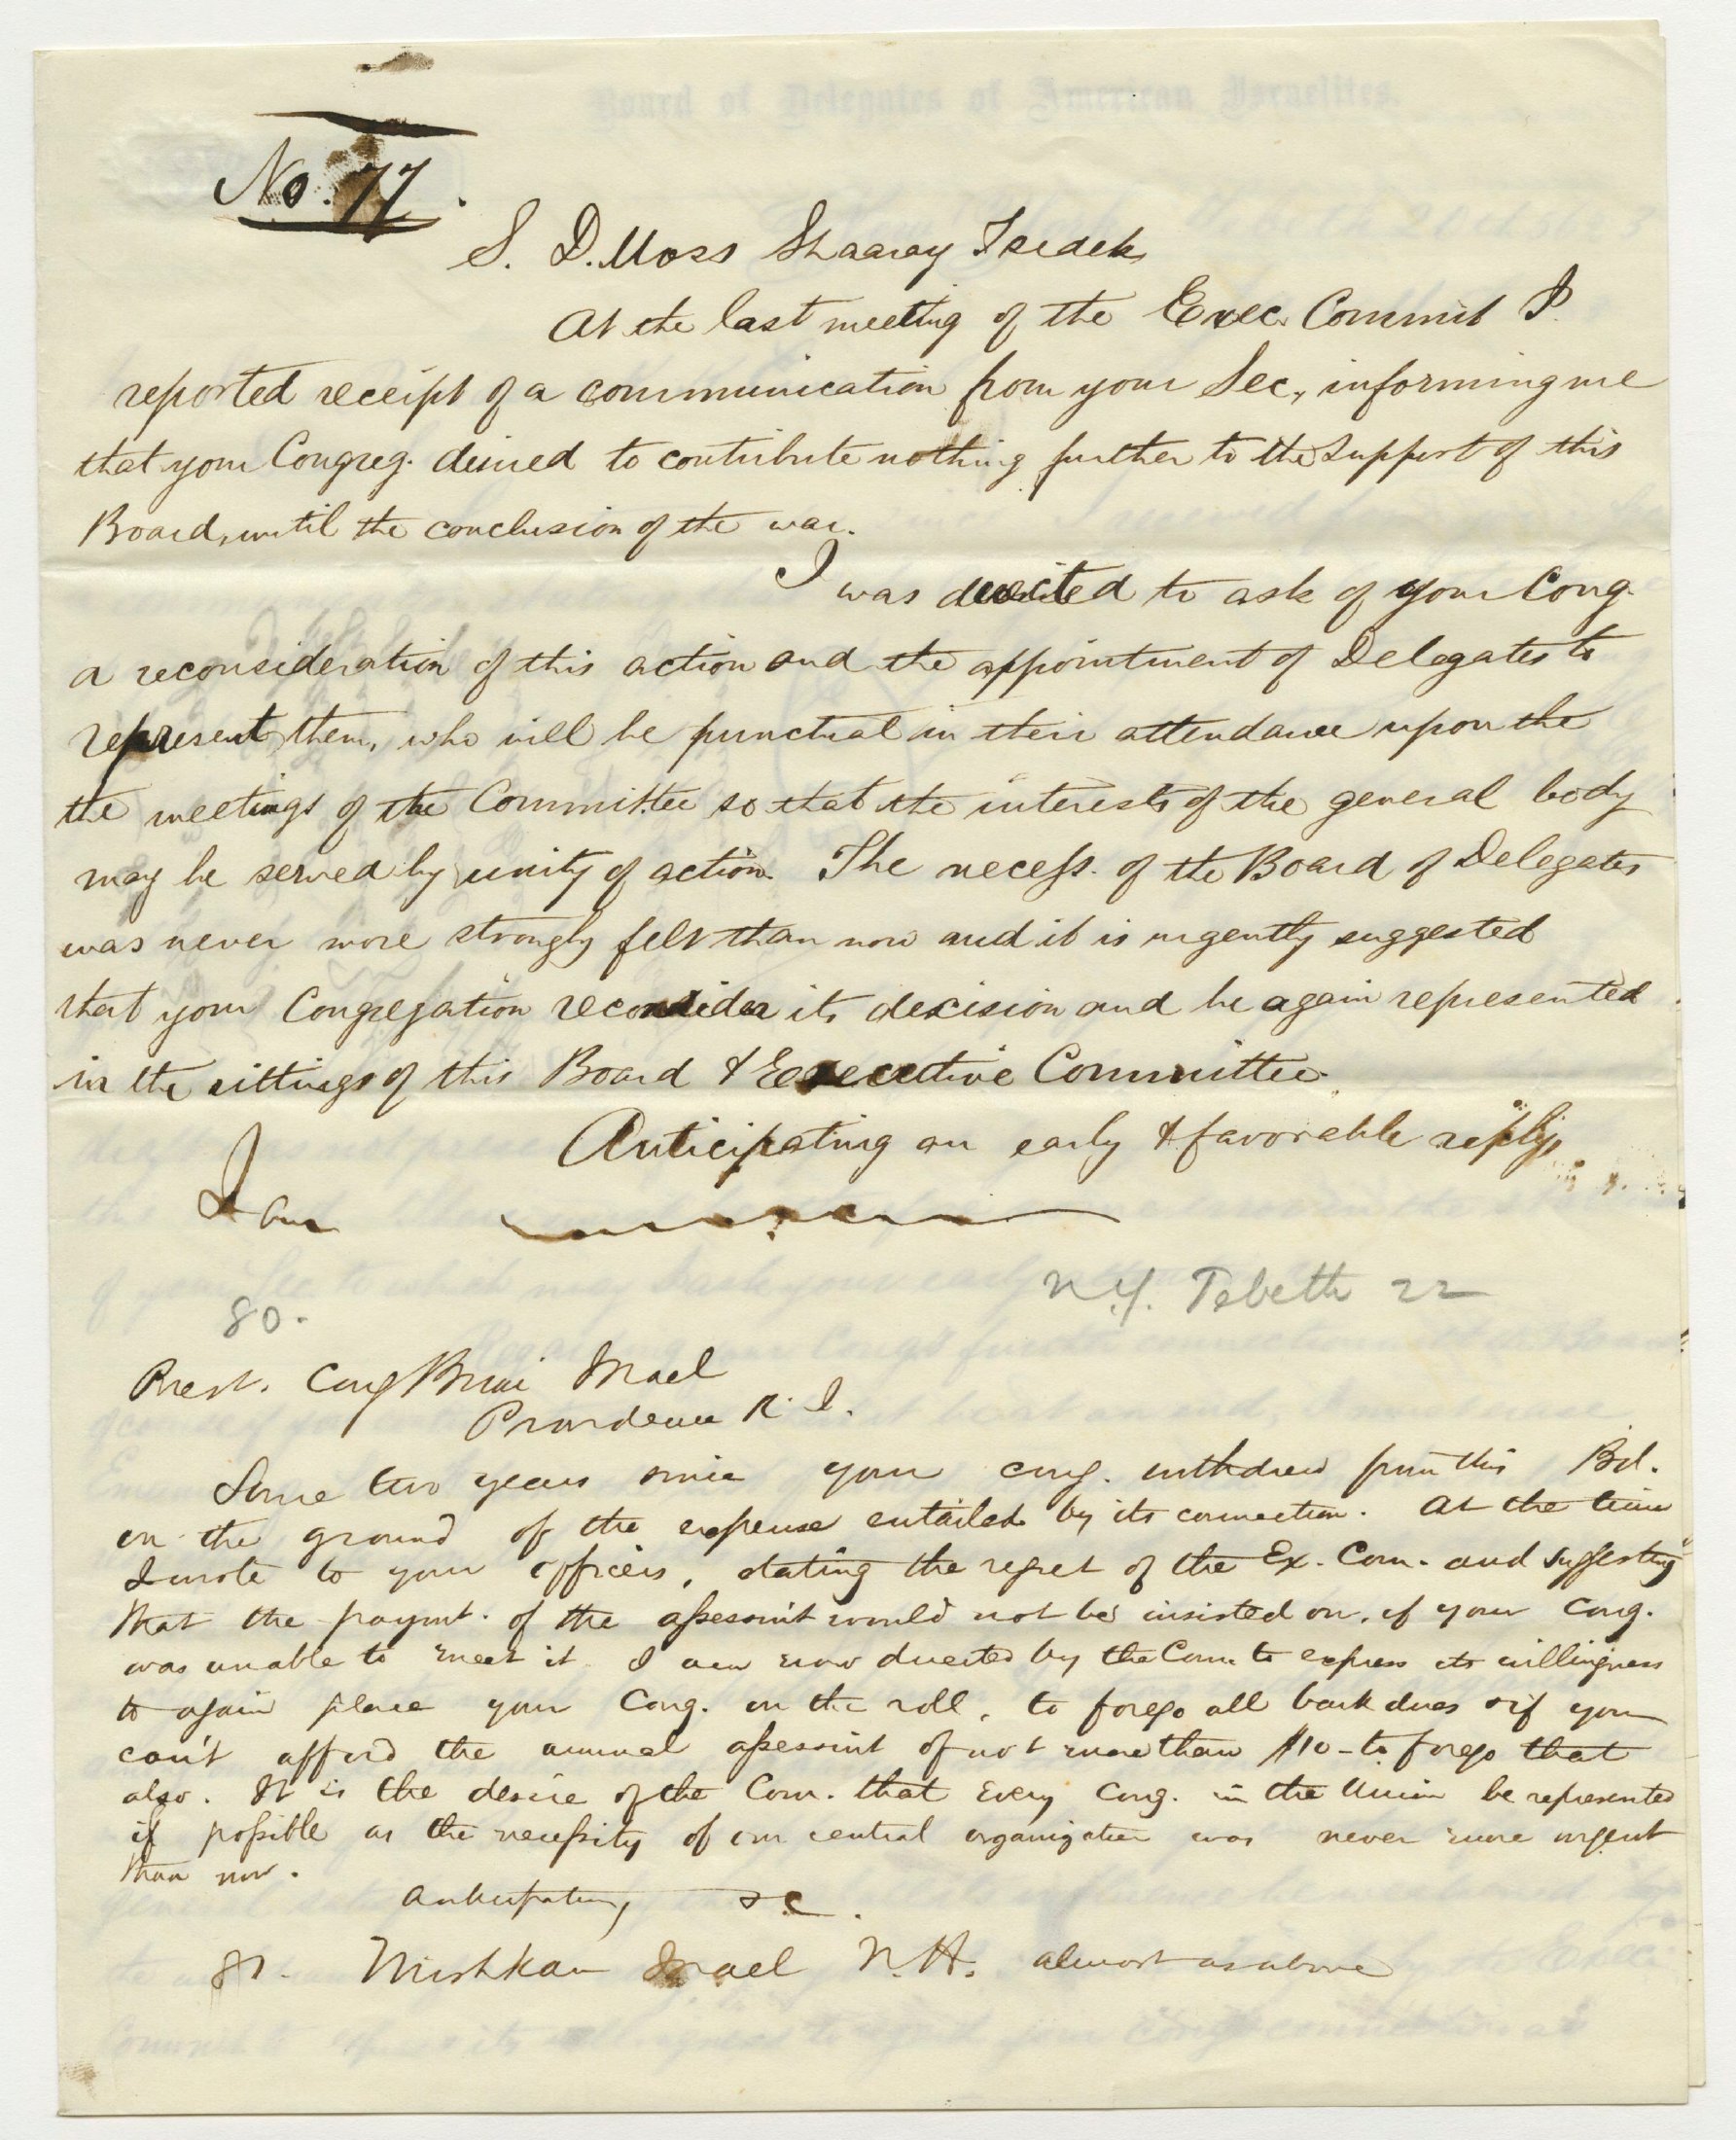 Board of Delegates of American Israelites.
No. 77.
S. D. Moss Shaaray Tsedek
At the last meeting of the Exec. Commit I
reported receipt of a communication from your Sec., informing me
that your Congreg. desired to contribute nothing further to the support of this
Board, until the conclusion of the war.
I was directed to ask of your Cong.
a reconsideration of this action and the appointment of Delegates to
represent them, who will be punctual in their attendance upon the
the meetings of the Committee so that the interests of the general body
may be served by unity of action. The necess. of the Board of Delegates
was never more strongly felt than now and it is urgently suggested
that your Congregation reconsider its decision and be again represented
in the sittings of this Board & Executive Committee.
Anticipating an early & favorable reply,
I am
N.Y. Tebeth 22
80.
Prest. Cong Bnai Israel
Providence R. I.
Some two years since your cong. withdrew from this Bd.
on the ground of the expense entailed by its connection. At the time
I wrote to your officers, stating the regret of the Ex. Com. and suggesting
that the paymt. of the assessmt would not be insisted on, if your Cong.
was unable to meet it. I am now directed by the Com. to express its willingness
to again place your Cong. on the roll, to forego all back dues & if you
can't afford the annual assessmt of not more than $10 - to forego that
also. It is the desire of the Com. that every Cong. in the Union be represented
if possible as the necessity of our central organization was never more urgent
than now.
Anticipating &c.
81. Mishkan Israel N.H. almost as above